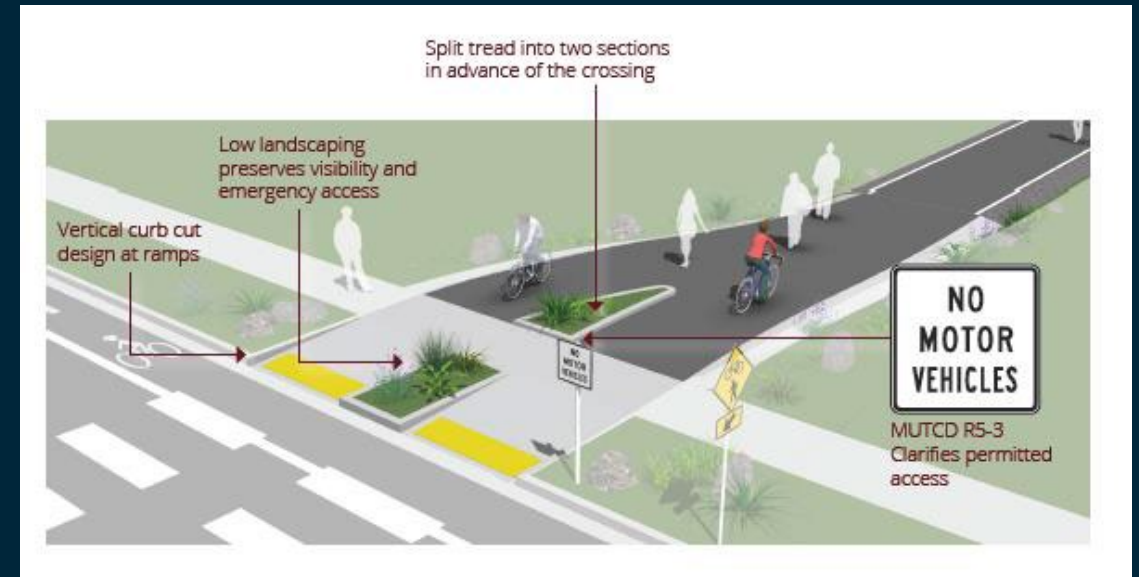 Split tread into two sections
in advance of the crossing
Low landscaping
preserves visibility and
emergency access
Vertical curb cut
design at ramps
NO
MOTOR
VEHICLES
NO
MOTOR
VEHICLES
MUTCD R5-3
Clarifies permitted
access